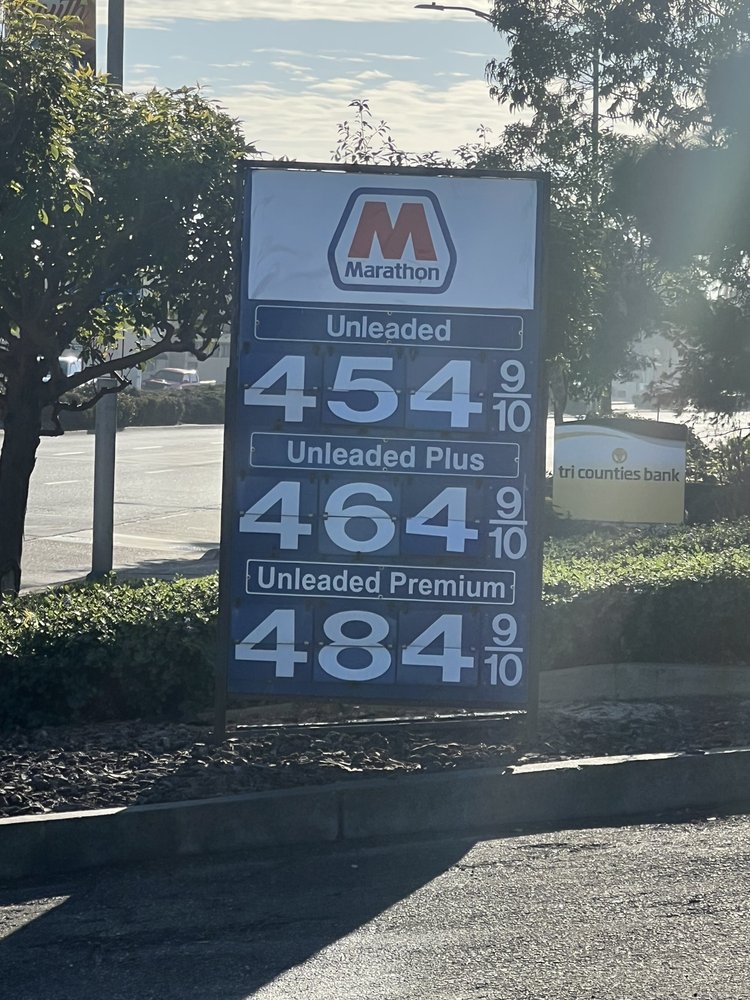 M
Marathon
Unleaded
454 9/10
Unleaded Plus
464 9/10
Unleaded Premium
484 9/10
tri counties bank